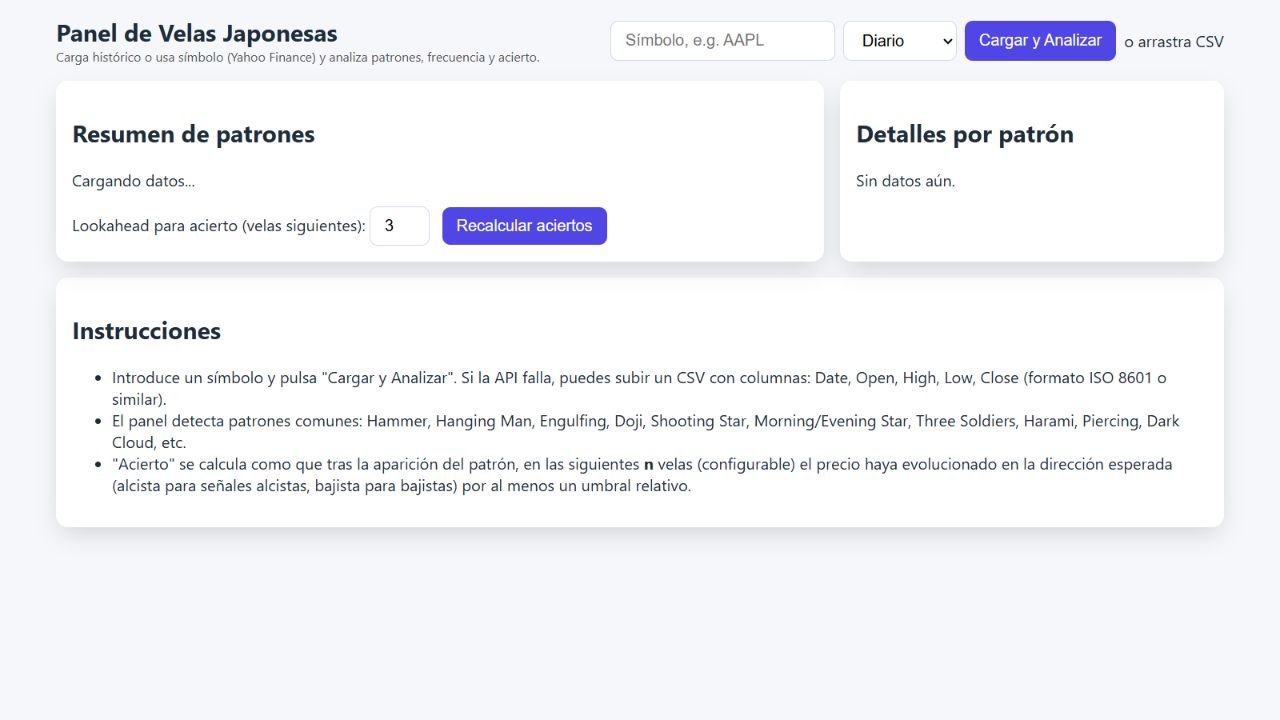 Panel de Velas Japonesas
Carga histórico o usa símbolo (Yahoo Finance) y analiza patrones, frecuencia y acierto.
Símbolo, e.g. AAPL
Diario
Cargar y Analizar
o arrastra CSV
Resumen de patrones
Cargando datos...
Lookahead para acierto (velas siguientes): 3
Recalcular aciertos
Detalles por patrón
Sin datos aún.
Instrucciones
• Introduce un símbolo y pulsa "Cargar y Analizar". Si la API falla, puedes subir un CSV con columnas: Date, Open, High, Low, Close (formato ISO 8601 o
similar).
• El panel detecta patrones comunes: Hammer, Hanging Man, Engulfing, Doji, Shooting Star, Morning/Evening Star, Three Soldiers, Harami, Piercing, Dark
Cloud, etc.
• "Acierto" se calcula como que tras la aparición del patrón, en las siguientes n velas (configurable) el precio haya evolucionado en la dirección esperada
(alcista para señales alcistas, bajista para bajistas) por al menos un umbral relativo.